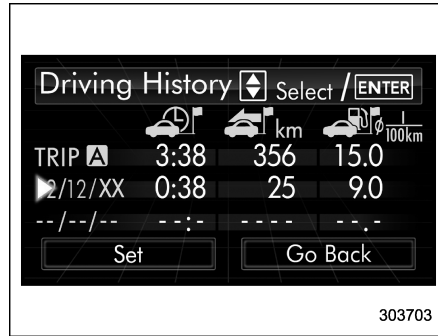 Driving History Select / ENTER
km ø l/100km
TRIP A 3:38 356 15.0
2/12/XX 0:38 25 9.0
--/--/-- --:- ---- --.-
Set Go Back
303703